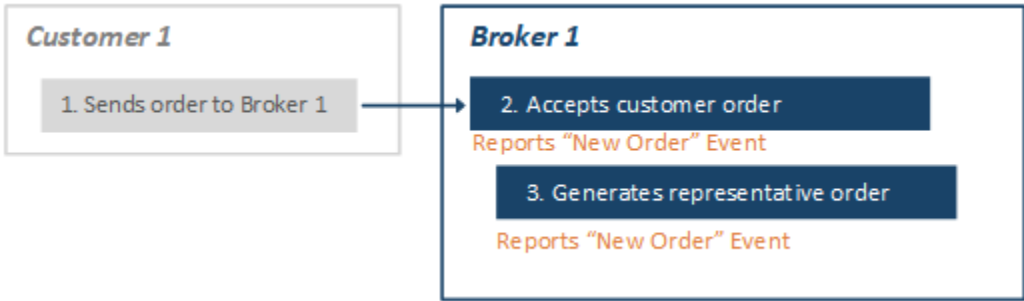 Customer 1
1. Sends order to Broker 1
Broker 1
2. Accepts customer order
Reports “New Order” Event
3. Generates representative order
Reports “New Order” Event